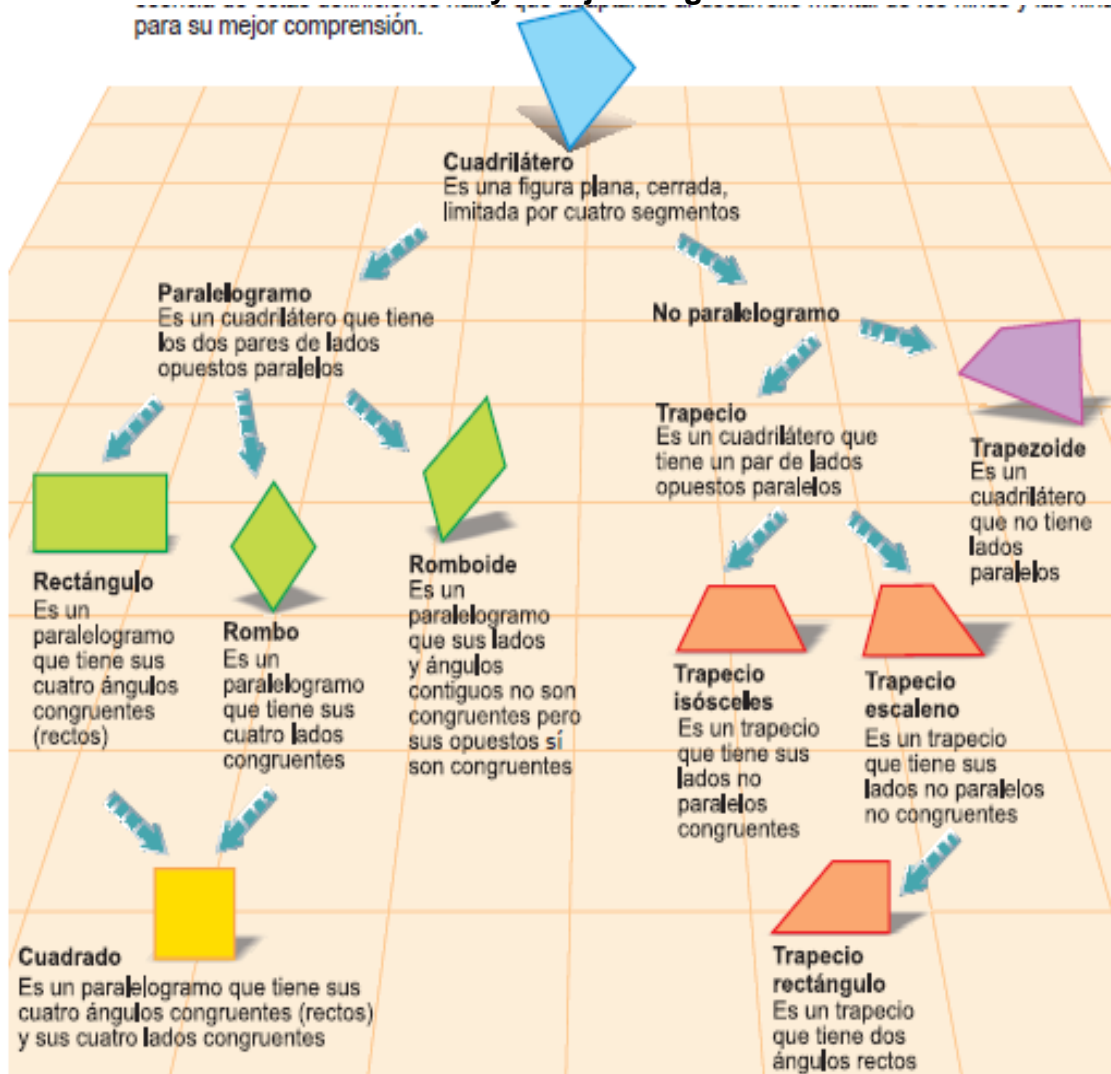 para su mejor comprensión.
Cuadrilátero
Es una figura plana, cerrada,
limitada por cuatro segmentos
Paralelogramo
Es un cuadrilátero que tiene
los dos pares de lados
opuestos paralelos
No paralelogramo
Trapecio
Es un cuadrilátero que
tiene un par de lados
opuestos paralelos
Trapezoide
Es un
cuadrilátero
que no tiene
lados
paralelos
Rectángulo
Es un
paralelogramo
que tiene sus
cuatro ángulos
congruentes
(rectos)
Rombo
Es un
paralelogramo
que tiene sus
cuatro lados
congruentes
Romboide
Es un
paralelogramo
que sus lados
y ángulos
contiguos no son
congruentes pero
sus opuestos sí
son congruentes
Trapecio
isósceles
Es un trapecio
que tiene sus
lados no
paralelos
congruentes
Trapecio
escaleno
Es un trapecio
que tiene sus
lados no paralelos
no congruentes
Cuadrado
Es un paralelogramo que tiene sus
cuatro ángulos congruentes (rectos)
y sus cuatro lados congruentes
Trapecio
rectángulo
Es un trapecio
que tiene dos
ángulos rectos